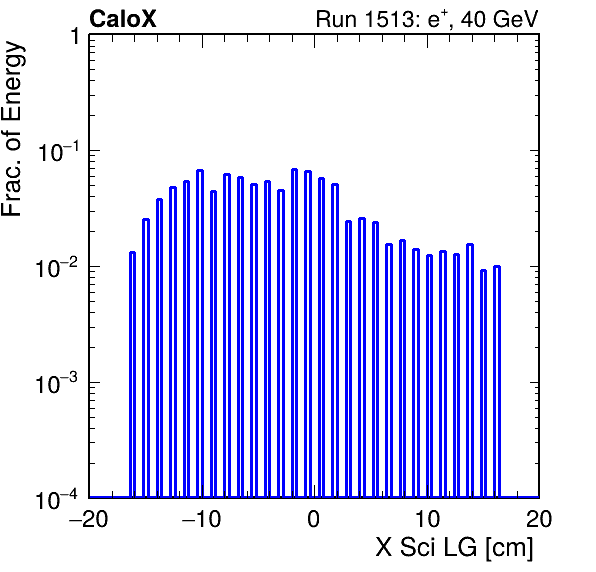 CaloX Run 1513: e⁺, 40 GeV
Frac. of Energy
1
10⁻¹
10⁻²
10⁻³
10⁻⁴
−20 −10 0 10 20
X Sci LG [cm]